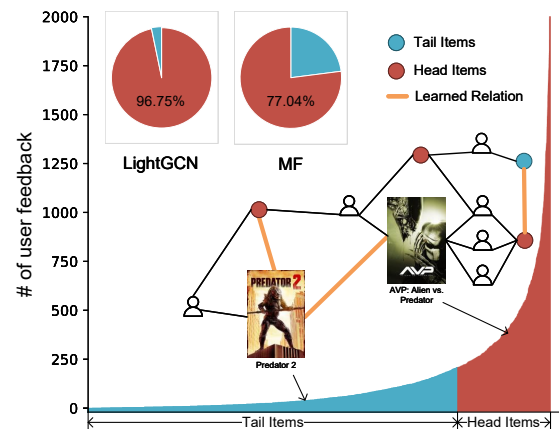 2000
1750
1500
1250
1000
750
500
250
0
# of user feedback
96.75%
LightGCN
77.04%
MF
Tail Items
Head Items
Learned Relation
PREDATOR 2
Predator 2
AVP
AVP: Alien vs.
Predator
Tail Items
Head Items